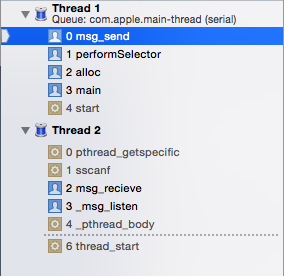 Thread 1
Queue: com.apple.main-thread (serial)
0 msg_send
1 performSelector
2 alloc
3 main
4 start
Thread 2
0 pthread_getspecific
1 sscanf
2 msg_recieve
3 _msg_listen
4 _pthread_body
6 thread_start